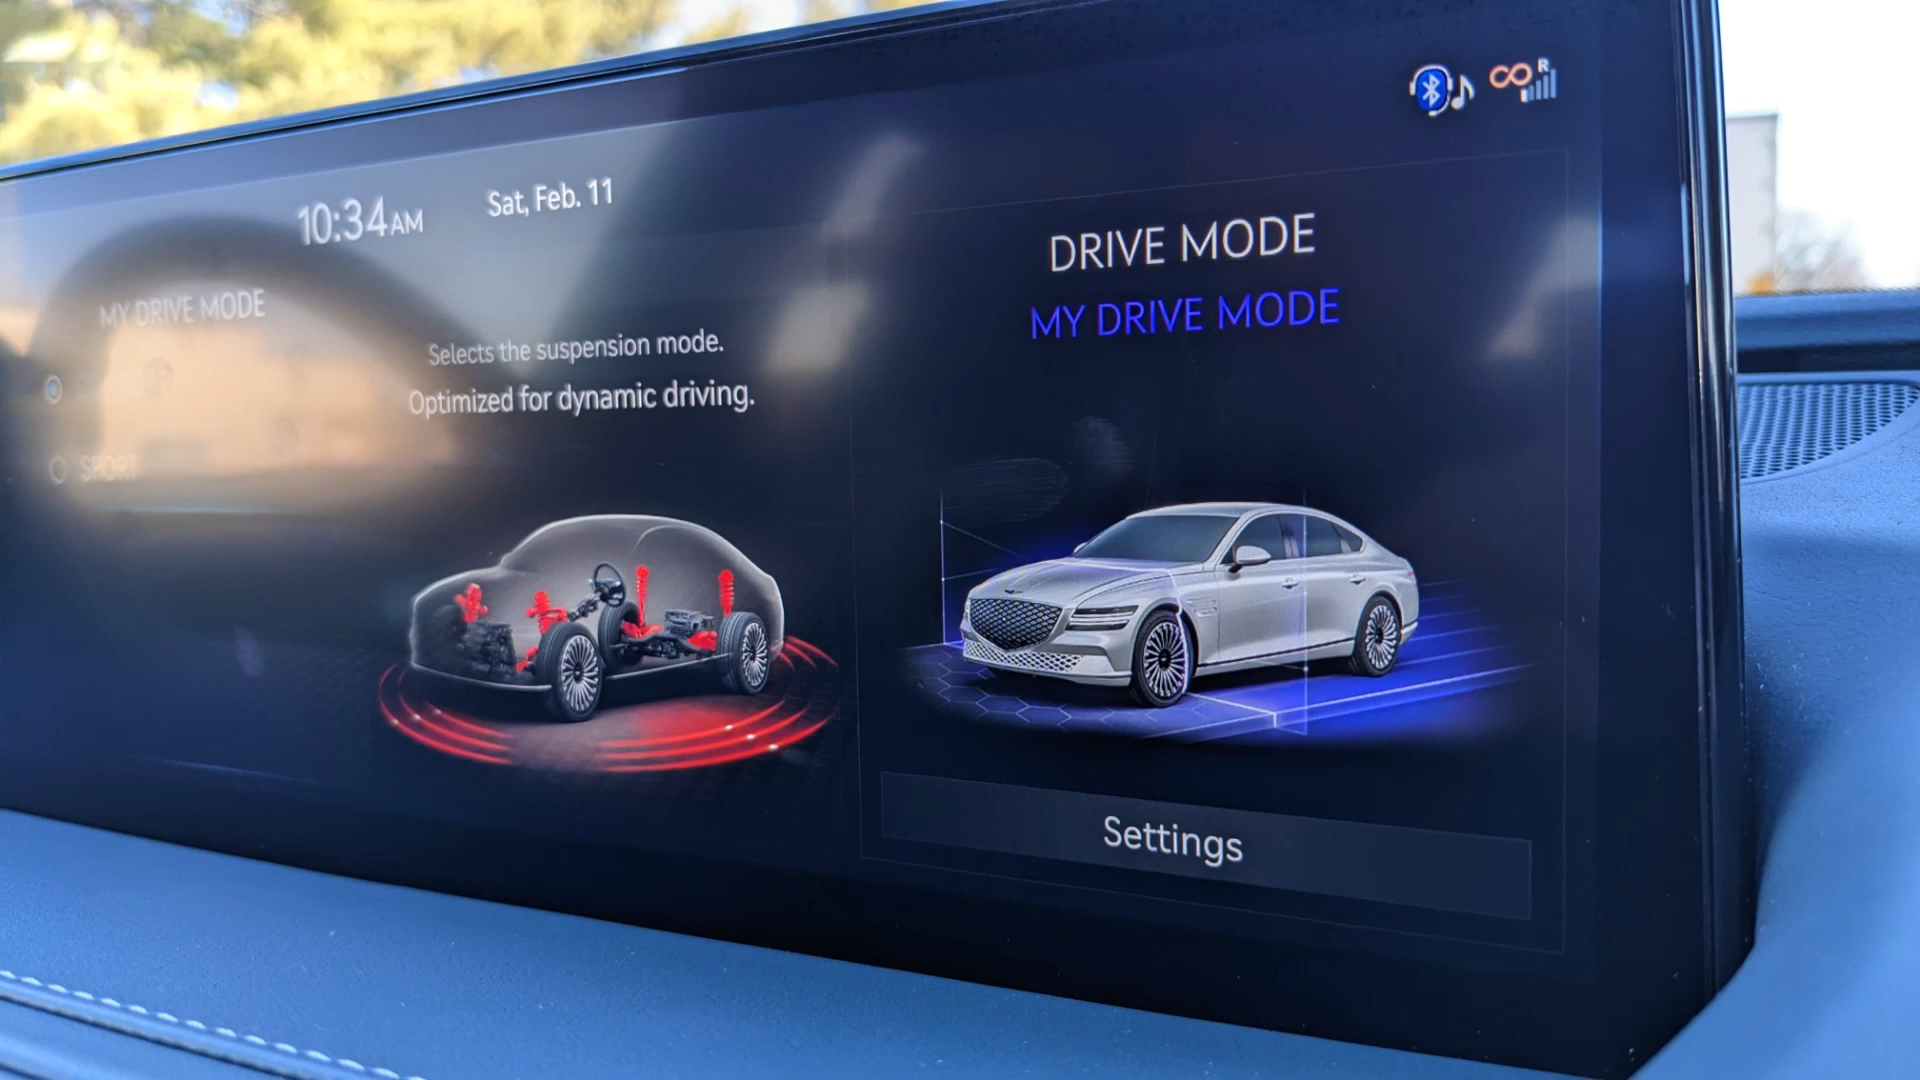 10:34AM
Sat, Feb. 11
R
MY DRIVE MODE
SPORT
Selects the suspension mode.
Optimized for dynamic driving.
DRIVE MODE
MY DRIVE MODE
Settings